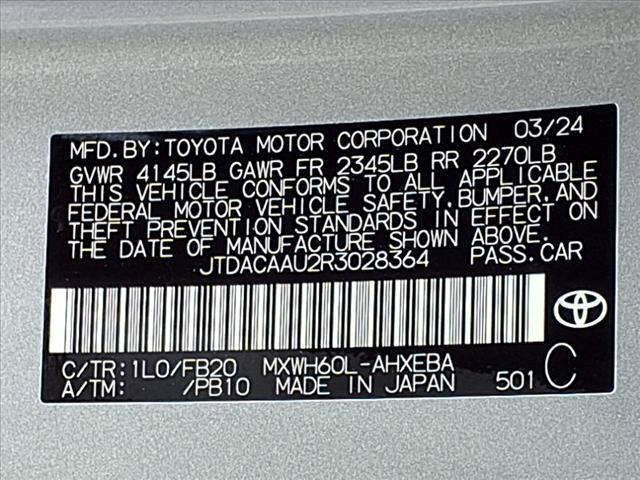 MFD.BY:TOYOTA MOTOR CORPORATION 03/24
GVWR 4145LB GAWR FR 2345LB RR 2270LB
THIS VEHICLE CONFORMS TO ALL APPLICABLE
FEDERAL MOTOR VEHICLE SAFETY,BUMPER,AND
THEFT PREVENTION STANDARDS IN EFFECT ON
THE DATE OF MANUFACTURE SHOWN ABOVE.
JTDACAAU2R3028364 PASS.CAR
C/TR:1L0/FB20 MXWH60L-AHXEBA
A/TM: /PB10 MADE IN JAPAN 501 C